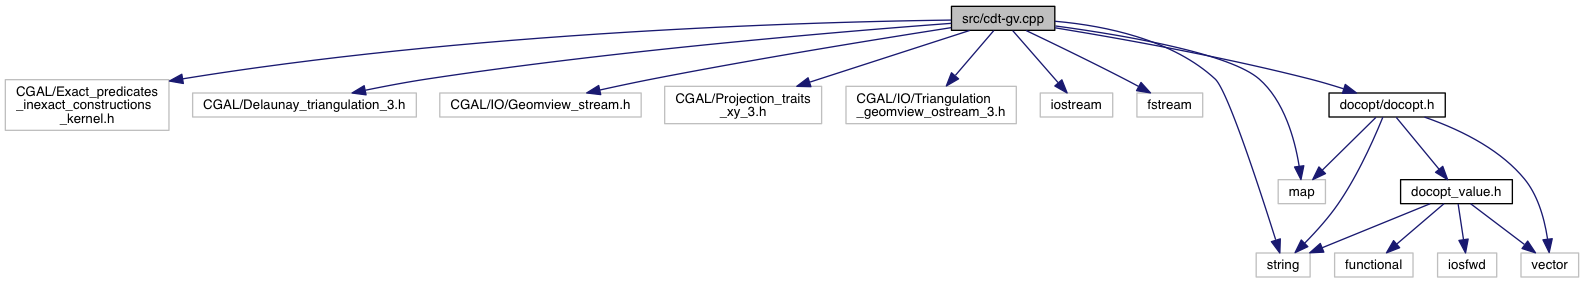 src/cdt-gv.cpp
CGAL/Exact_predicates
_inexact_constructions
_kernel.h
CGAL/Delaunay_triangulation_3.h
CGAL/IO/Geomview_stream.h
CGAL/Projection_traits
_xy_3.h
CGAL/IO/Triangulation
_geomview_ostream_3.h
iostream
fstream
docopt/docopt.h
map
docopt_value.h
string
functional
iosfwd
vector